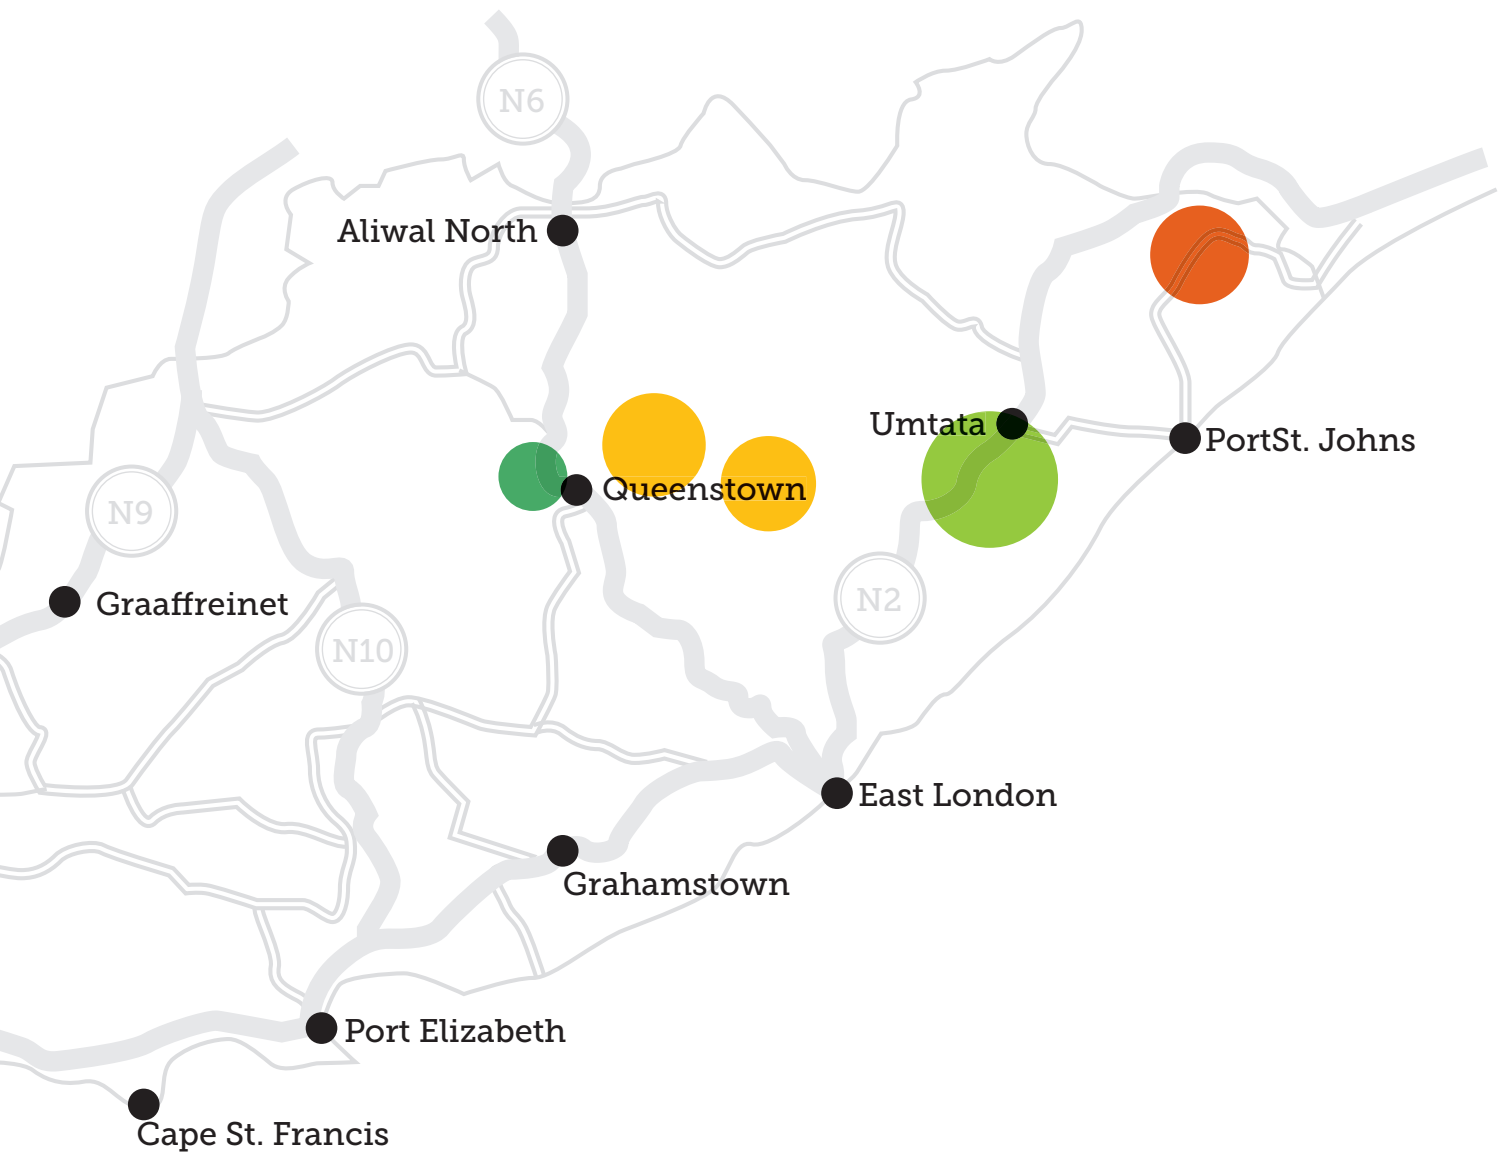 N6
Aliwal North
Umtata
PortSt. Johns
Queenstown
N9
Graaffreinet
N2
N10
East London
Grahamstown
Port Elizabeth
Cape St. Francis